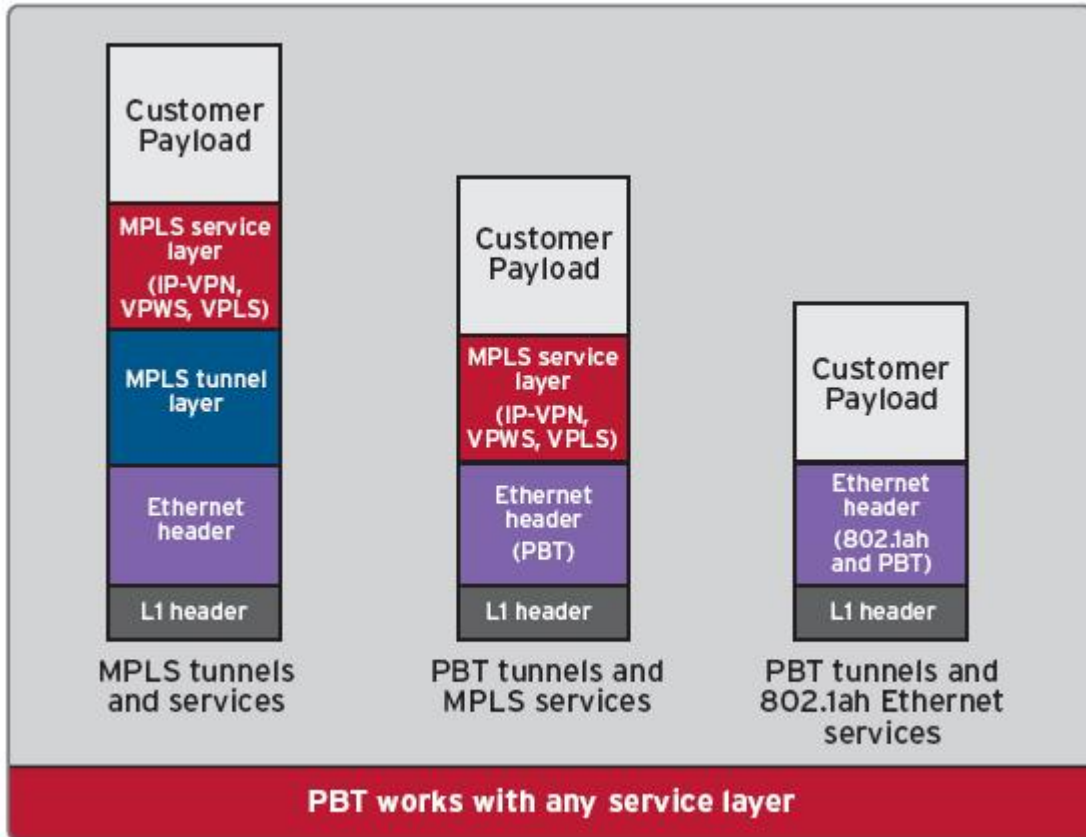 Customer
Payload
MPLS service
layer
(IP-VPN,
VPWS, VPLS)
MPLS tunnel
layer
Ethernet
header
L1 header
MPLS tunnels
and services
Customer
Payload
MPLS service
layer
(IP-VPN,
VPWS, VPLS)
Ethernet
header
(PBT)
L1 header
PBT tunnels and
MPLS services
Customer
Payload
Ethernet
header
(802.1ah
and PBT)
L1 header
PBT tunnels and
802.1ah Ethernet
services
PBT works with any service layer